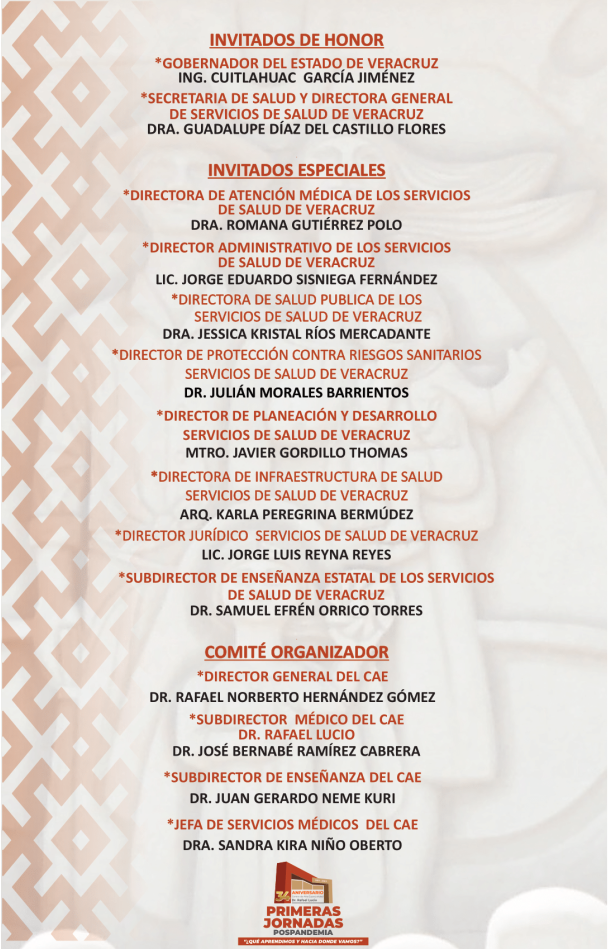 INVITADOS DE HONOR
*GOBERNADOR DEL ESTADO DE VERACRUZ
ING. CUITLAHUAC GARCÍA JIMÉNEZ
*SECRETARIA DE SALUD Y DIRECTORA GENERAL
DE SERVICIOS DE SALUD DE VERACRUZ
DRA. GUADALUPE DÍAZ DEL CASTILLO FLORES
INVITADOS ESPECIALES
*DIRECTORA DE ATENCIÓN MÉDICA DE LOS SERVICIOS
DE SALUD DE VERACRUZ
DRA. ROMANA GUTIÉRREZ POLO
*DIRECTOR ADMINISTRATIVO DE LOS SERVICIOS
DE SALUD DE VERACRUZ
LIC. JORGE EDUARDO SISNIEGA FERNÁNDEZ
*DIRECTORA DE SALUD PUBLICA DE LOS
SERVICIOS DE SALUD DE VERACRUZ
DRA. JESSICA KRISTAL RÍOS MERCADANTE
*DIRECTOR DE PROTECCIÓN CONTRA RIESGOS SANITARIOS
SERVICIOS DE SALUD DE VERACRUZ
DR. JULIÁN MORALES BARRIENTOS
*DIRECTOR DE PLANEACIÓN Y DESARROLLO
SERVICIOS DE SALUD DE VERACRUZ
MTRO. JAVIER GORDILLO THOMAS
*DIRECTORA DE INFRAESTRUCTURA DE SALUD
SERVICIOS DE SALUD DE VERACRUZ
ARQ. KARLA PEREGRINA BERMÚDEZ
*DIRECTOR JURÍDICO SERVICIOS DE SALUD DE VERACRUZ
LIC. JORGE LUIS REYNA REYES
*SUBDIRECTOR DE ENSEÑANZA ESTATAL DE LOS SERVICIOS
DE SALUD DE VERACRUZ
DR. SAMUEL EFRÉN ORRICO TORRES
COMITÉ ORGANIZADOR
*DIRECTOR GENERAL DEL CAE
DR. RAFAEL NORBERTO HERNÁNDEZ GÓMEZ
*SUBDIRECTOR MÉDICO DEL CAE
DR. RAFAEL LUCIO
DR. JOSÉ BERNABÉ RAMÍREZ CABRERA
*SUBDIRECTOR DE ENSEÑANZA DEL CAE
DR. JUAN GERARDO NEME KURI
*JEFA DE SERVICIOS MÉDICOS DEL CAE
DRA. SANDRA KIRA NIÑO OBERTO
ANIVERSARIO
PRIMERAS
JORNADAS
POSPANDEMIA
"¿QUÉ APRENDIMOS Y HACIA DONDE VAMOS?"